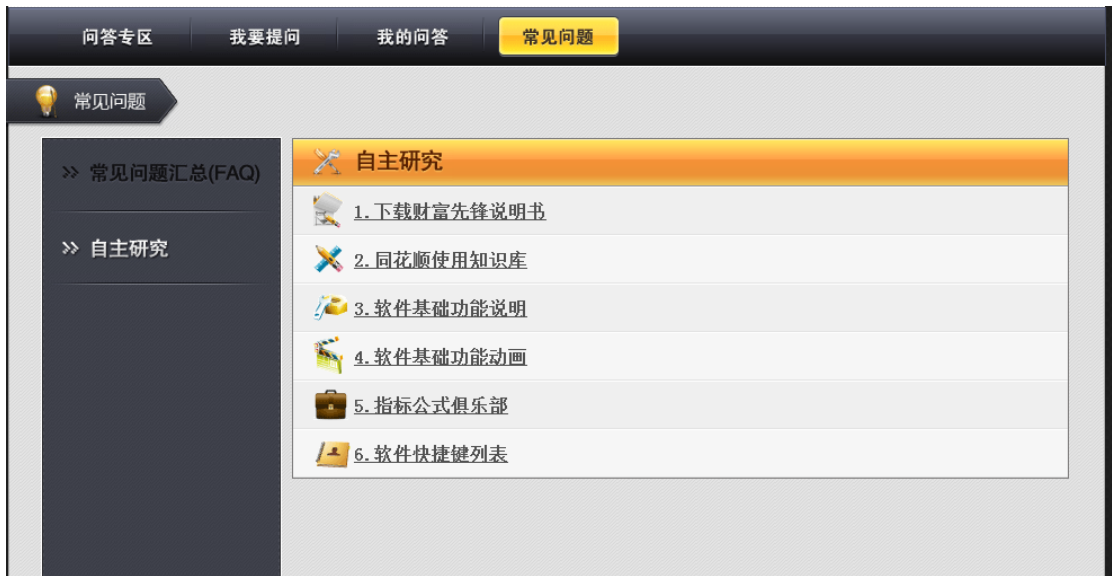 问答专区 我要提问 我的问答 常见问题
常见问题
>> 常见问题汇总(FAQ)
>> 自主研究
自主研究
1.下载财富先锋说明书
2.同花顺使用知识库
3.软件基础功能说明
4.软件基础功能动画
5.指标公式俱乐部
6.软件快捷键列表